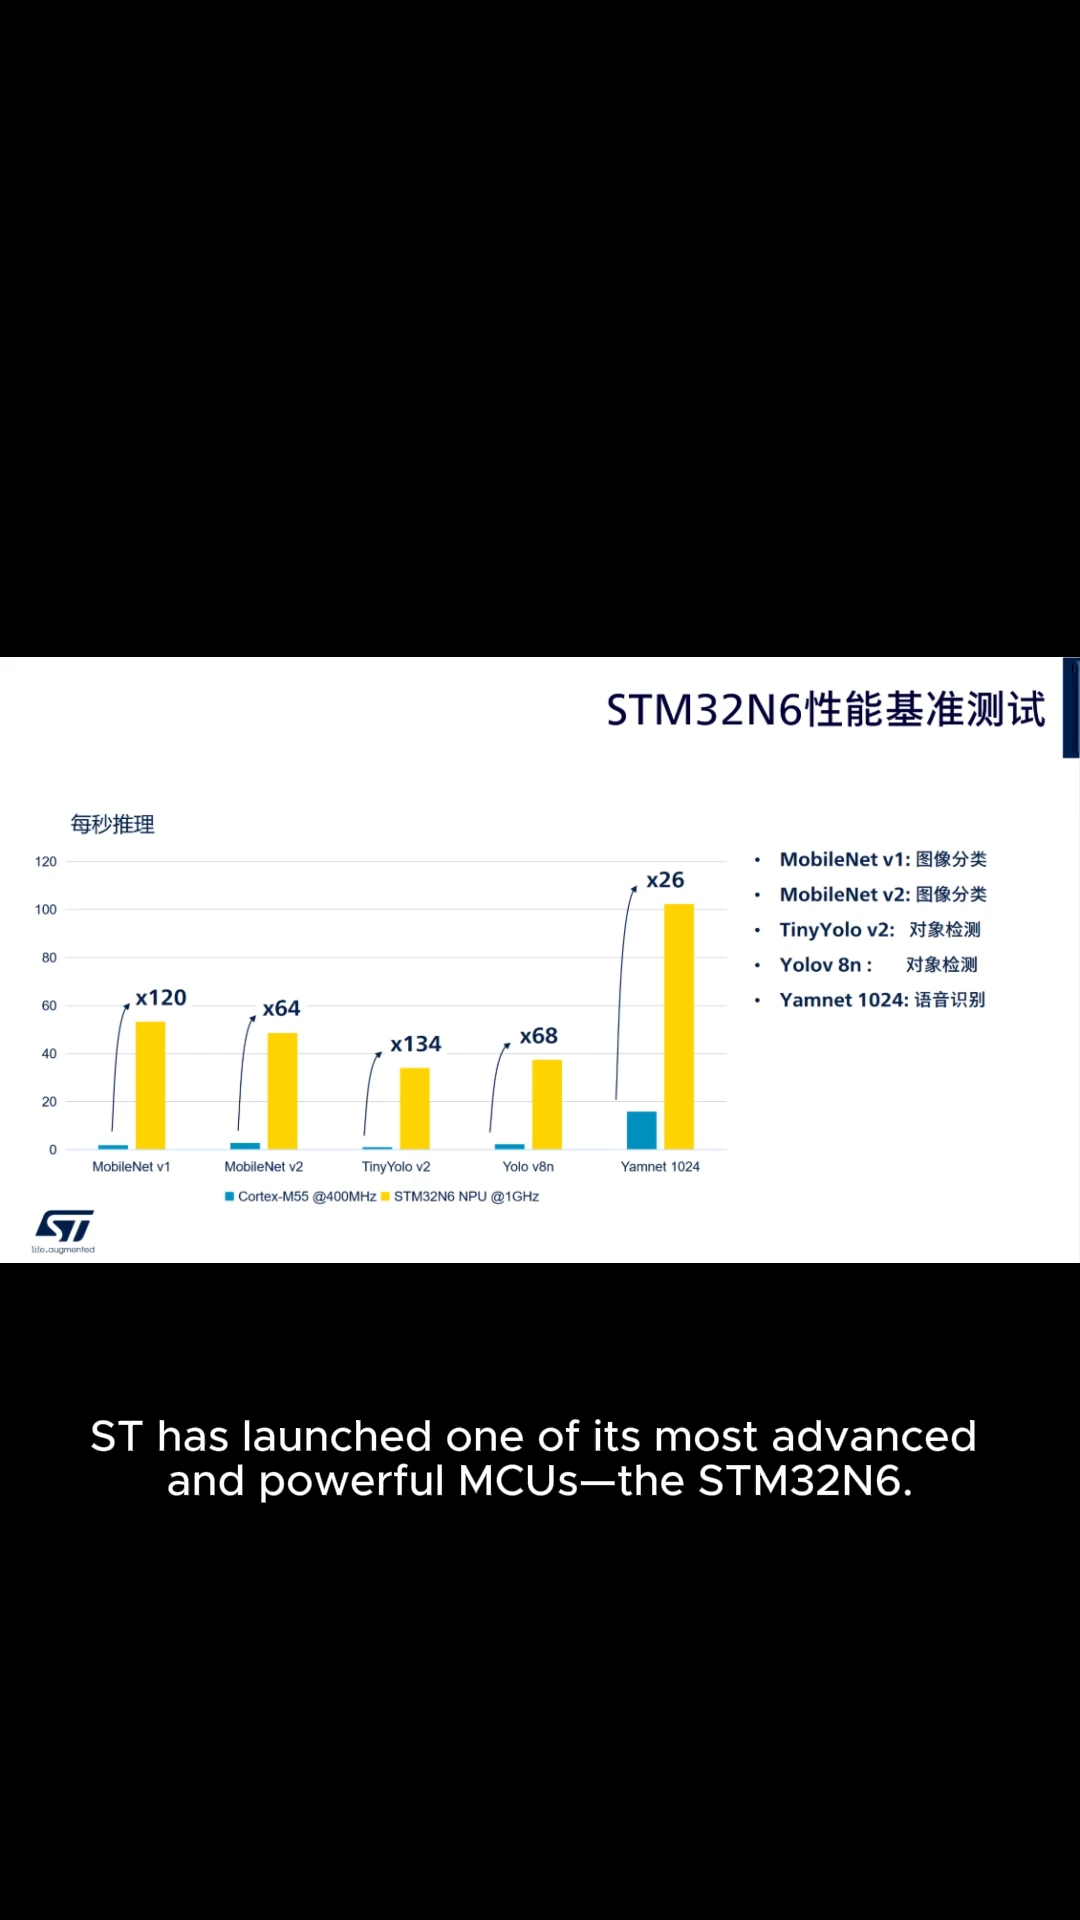 STM32N6性能基准测试
每秒推理
120
100
80
60
40
20
0
x120
x64
x134
x68
x26
MobileNet v1
MobileNet v2
TinyYolo v2
Yolo v8n
Yamnet 1024
Cortex-M55 @400MHz
STM32N6 NPU @1GHz
• MobileNet v1: 图像分类
• MobileNet v2: 图像分类
• TinyYolo v2: 对象检测
• Yolov 8n : 对象检测
• Yamnet 1024: 语音识别
ST
life.augmented
ST has launched one of its most advanced
and powerful MCUs—the STM32N6.